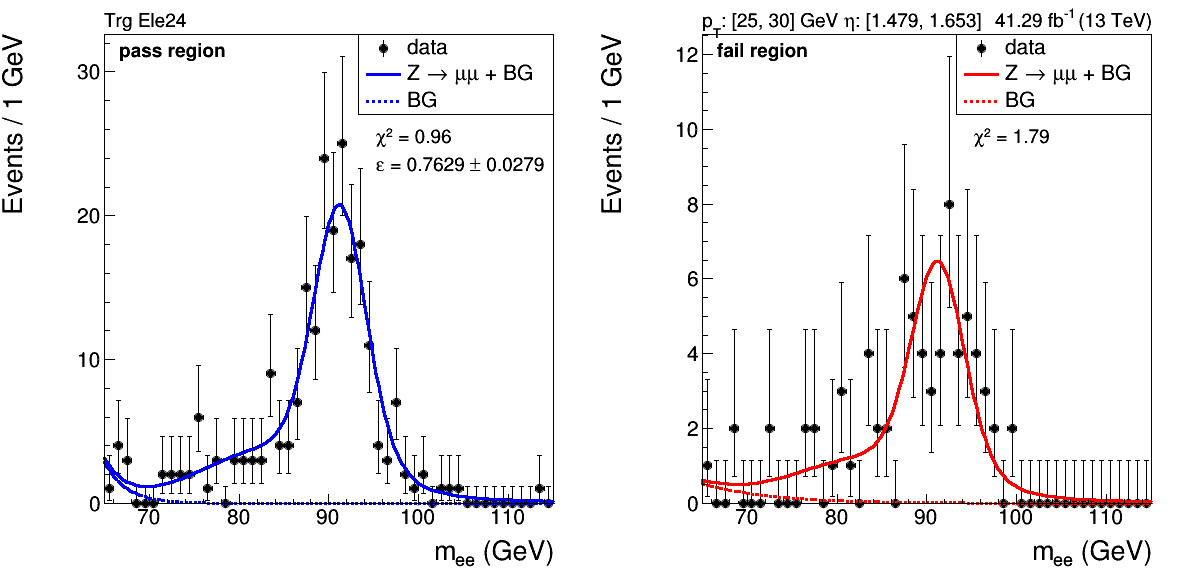 Trg Ele24
pass region
data
Z → μμ + BG
BG
χ² = 0.96
ε = 0.7629 ± 0.0279
Events / 1 GeV
30
20
10
0
70 80 90 100 110
m_ee (GeV)
p_T: [25, 30] GeV η: [1.479, 1.653] 41.29 fb⁻¹ (13 TeV)
fail region
data
Z → μμ + BG
BG
χ² = 1.79
Events / 1 GeV
12
10
8
6
4
2
0
70 80 90 100 110
m_ee (GeV)